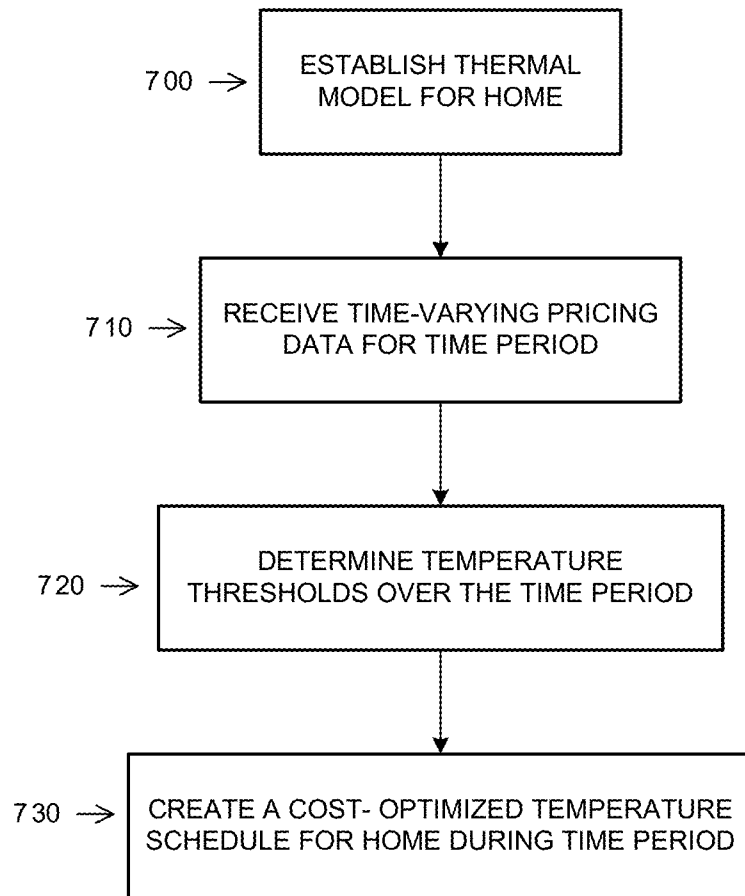 700 → ESTABLISH THERMAL
MODEL FOR HOME
710 → RECEIVE TIME-VARYING PRICING
DATA FOR TIME PERIOD
720 → DETERMINE TEMPERATURE
THRESHOLDS OVER THE TIME PERIOD
730 → CREATE A COST- OPTIMIZED TEMPERATURE
SCHEDULE FOR HOME DURING TIME PERIOD